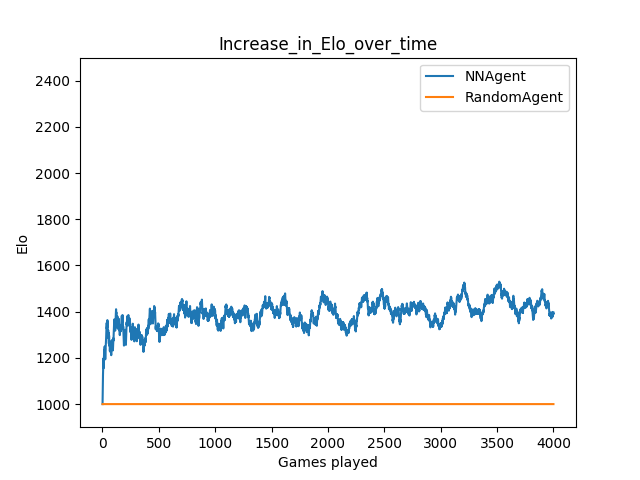 Increase_in_Elo_over_time
NNAgent
RandomAgent
2400
2200
2000
1800
1600
1400
1200
1000
Elo
0 500 1000 1500 2000 2500 3000 3500 4000
Games played